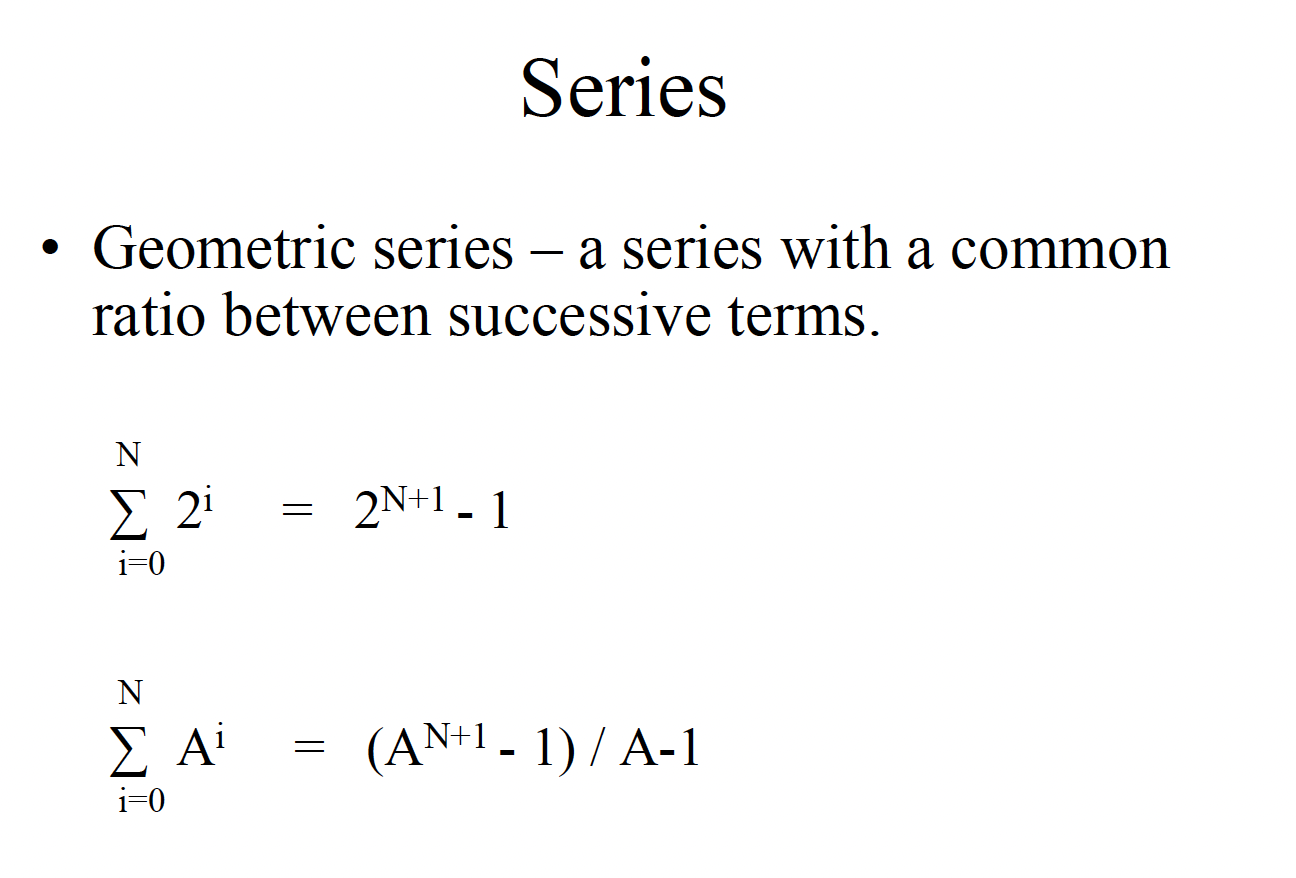 Series
• Geometric series – a series with a common
ratio between successive terms.
N
∑ 2ⁱ = 2ᴺ⁺¹ - 1
i=0
N
∑ Aⁱ = (Aᴺ⁺¹ - 1) / A-1
i=0